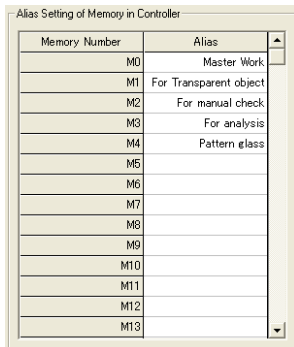 Alias Setting of Memory in Controller
Memory Number Alias
M0 Master Work
M1 For Transparent object
M2 For manual check
M3 For analysis
M4 Pattern glass
M5
M6
M7
M8
M9
M10
M11
M12
M13